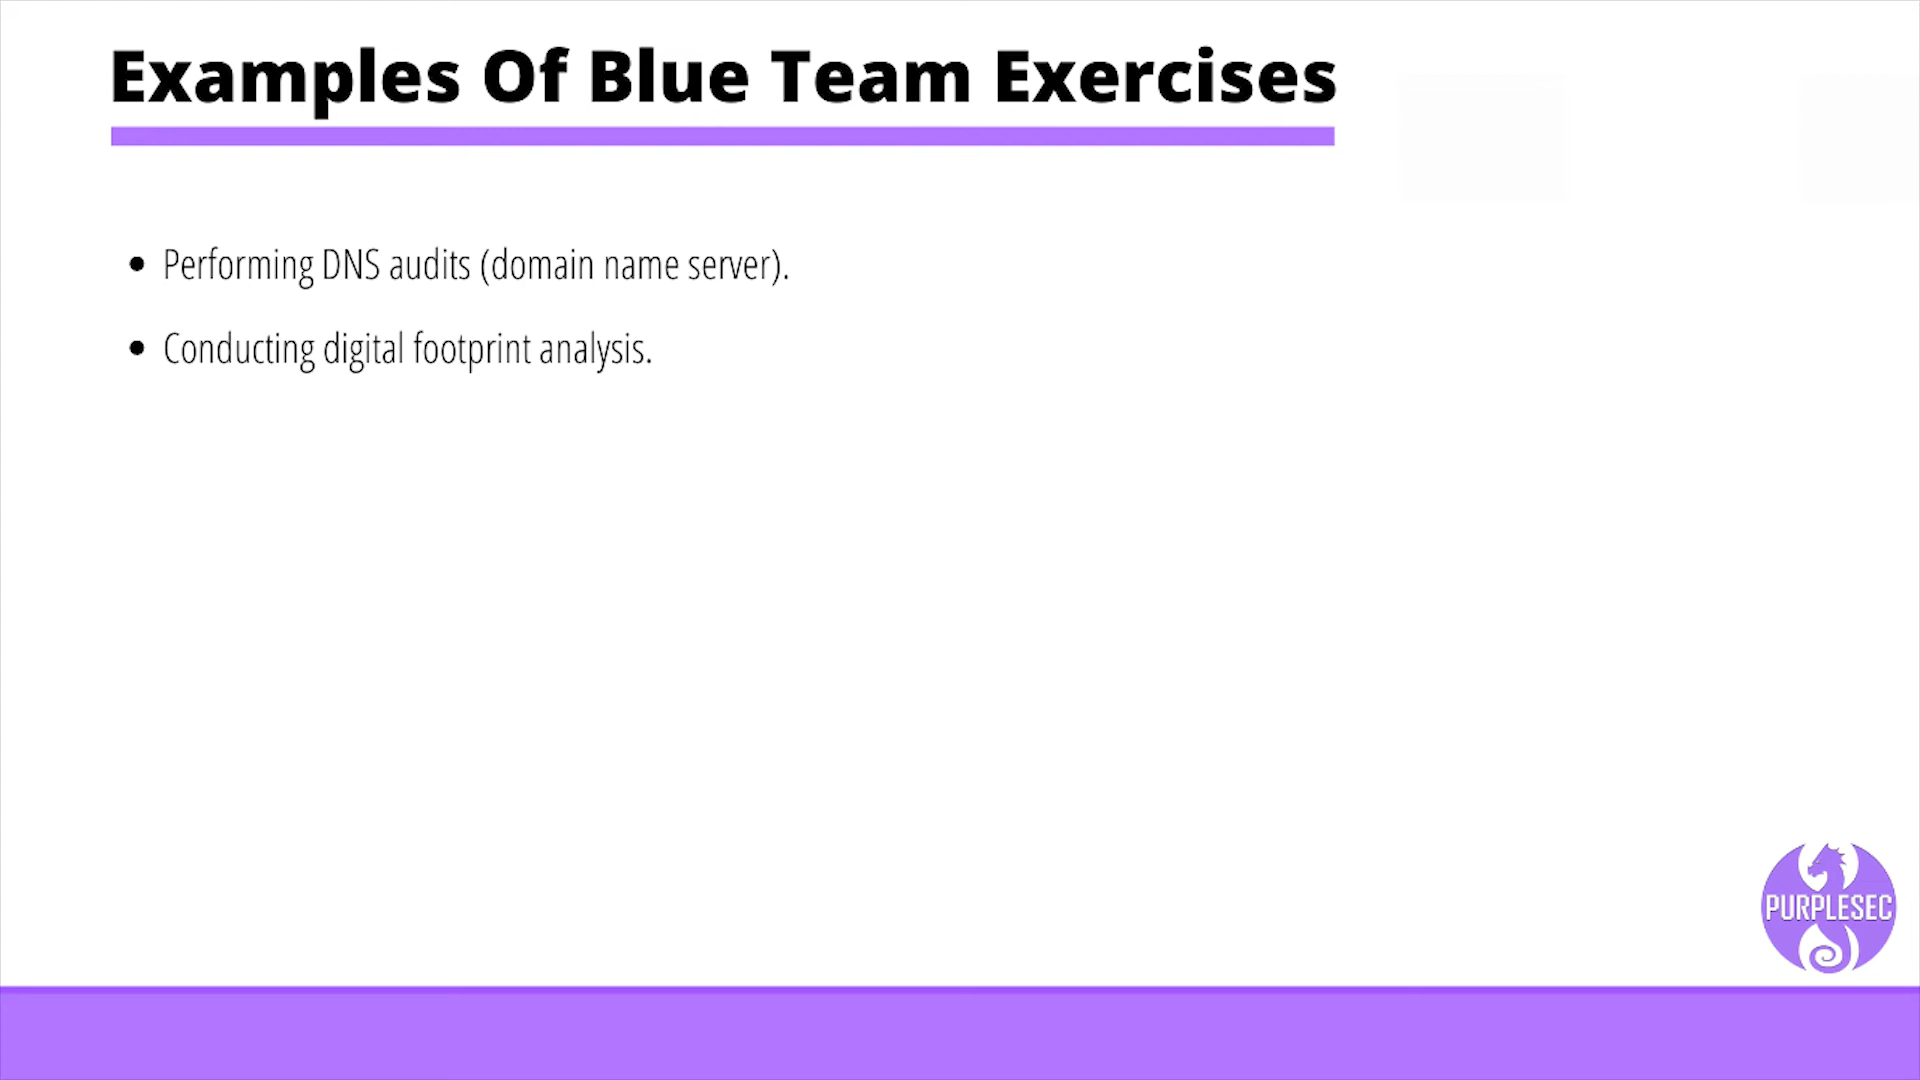 Examples Of Blue Team Exercises
• Performing DNS audits (domain name server).
• Conducting digital footprint analysis.
PURPLESEC